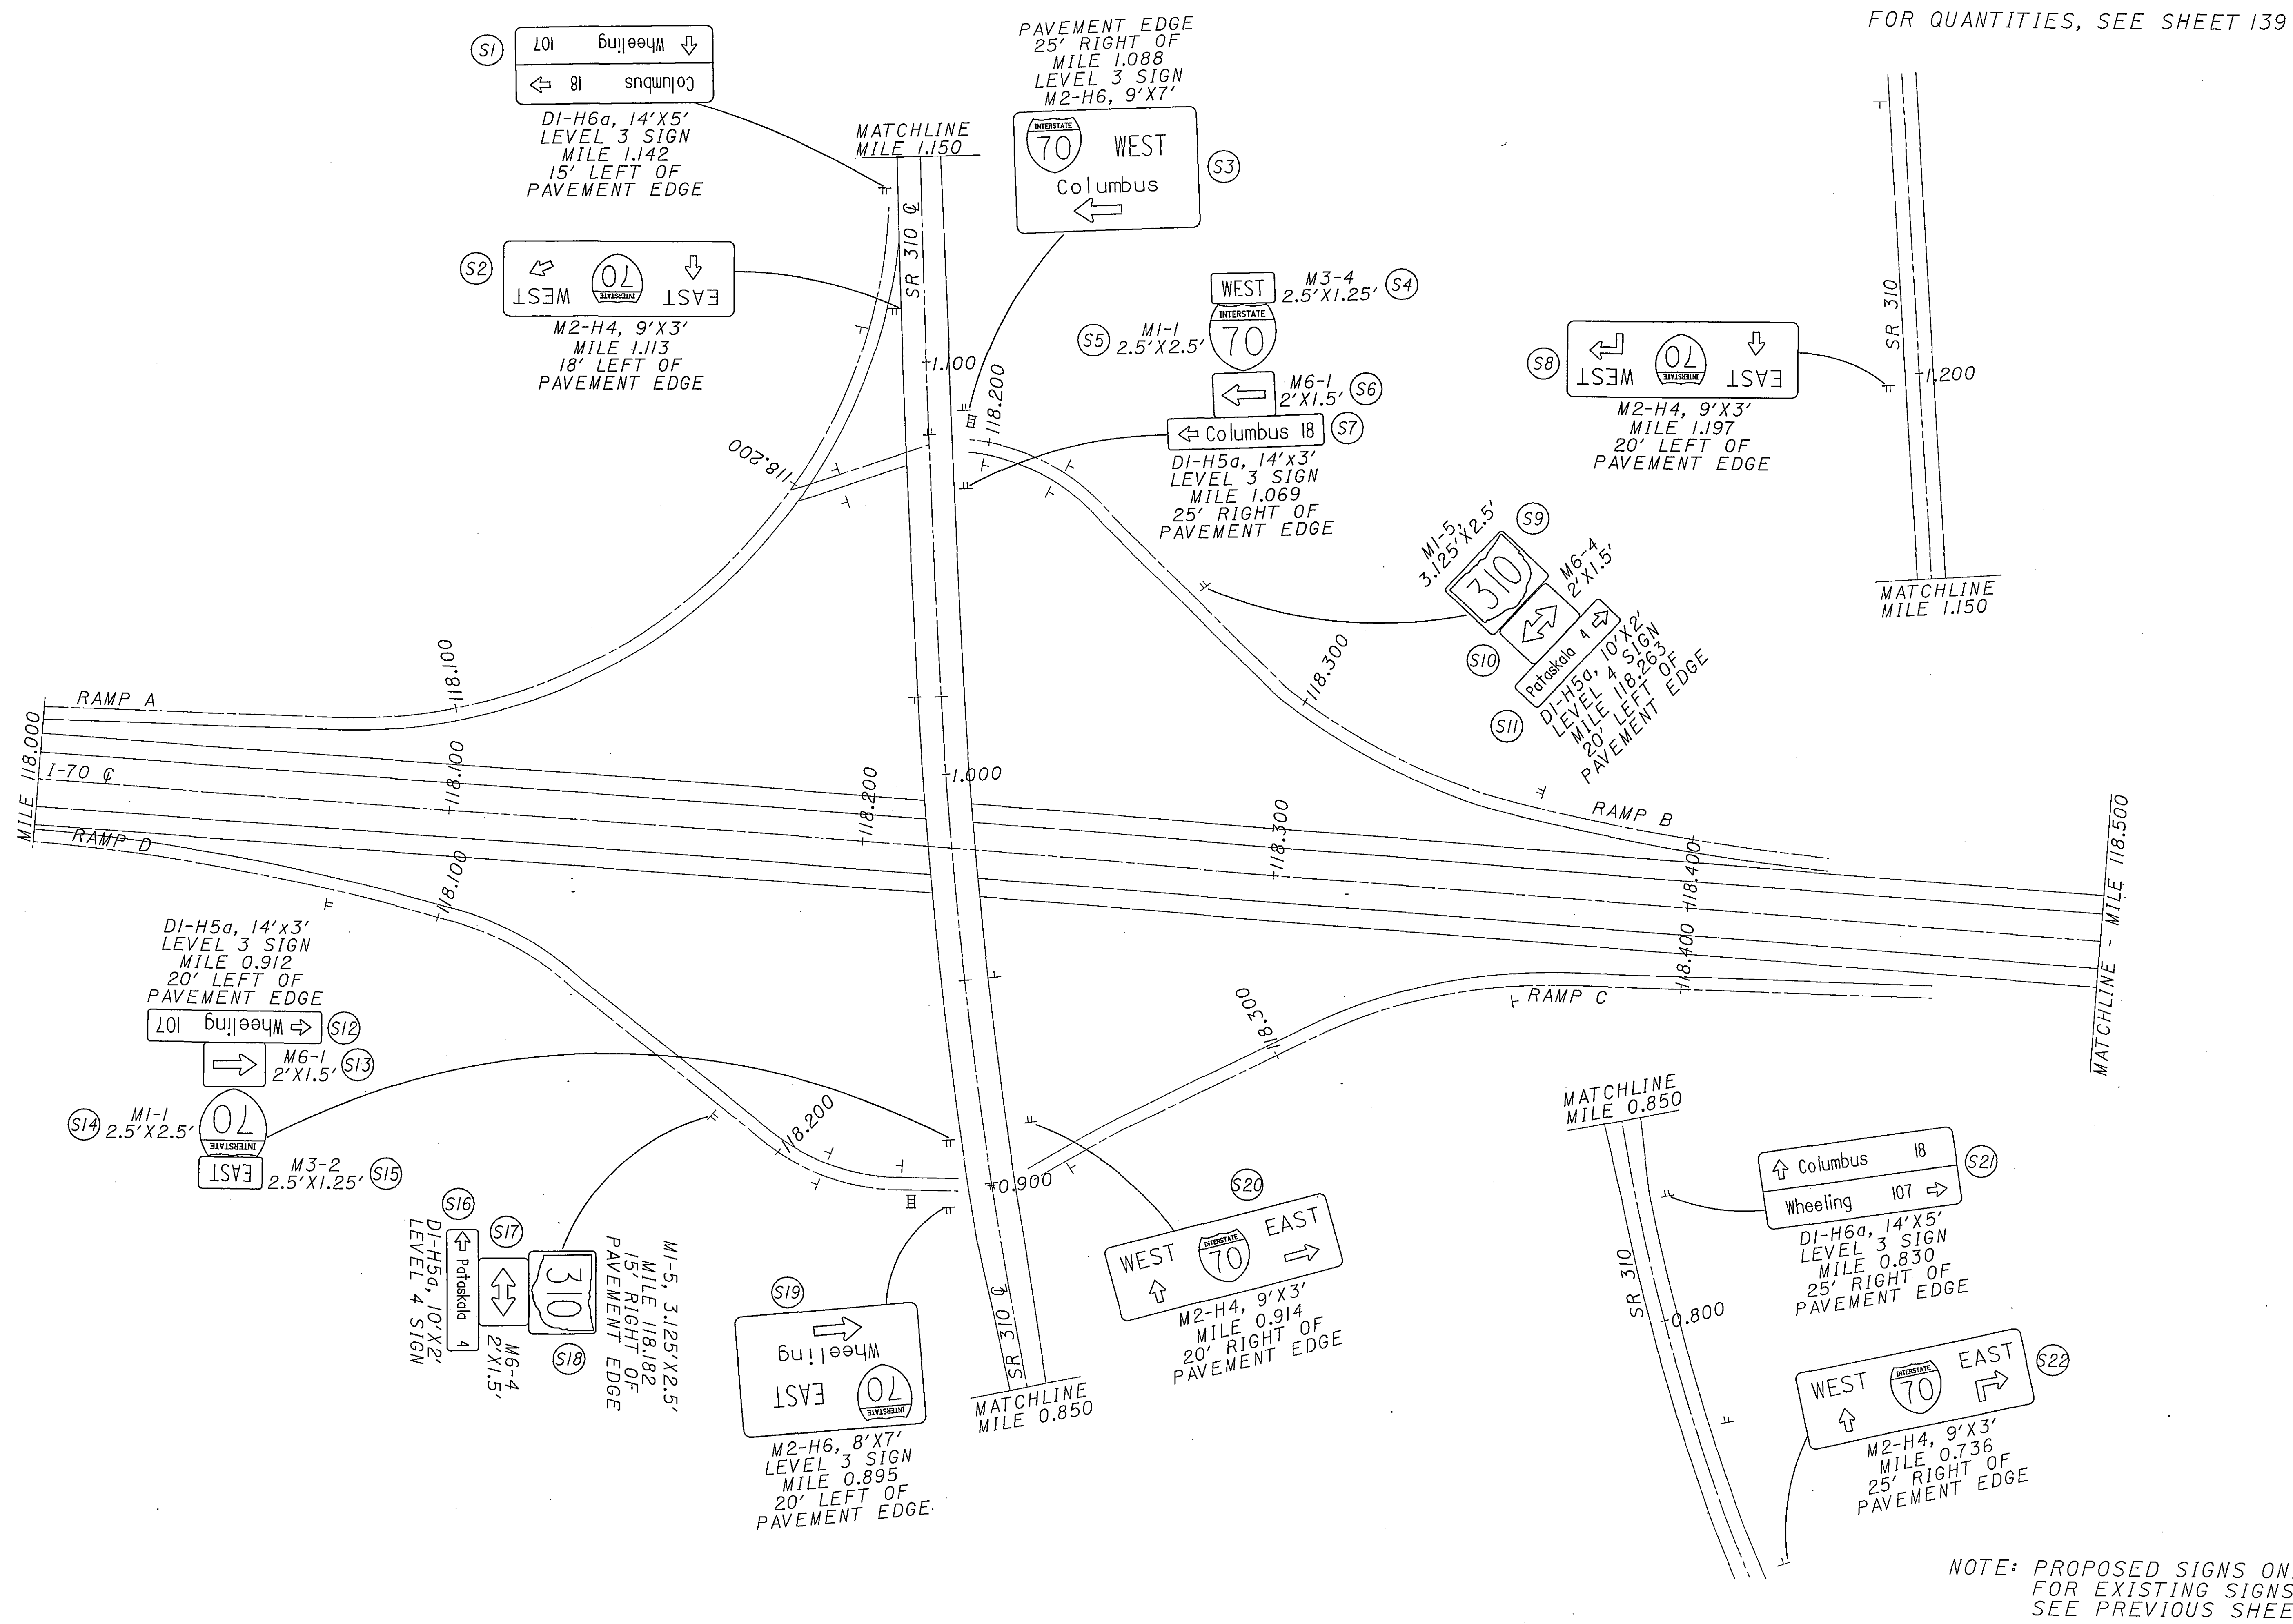 FOR QUANTITIES, SEE SHEET 139
S1
Wheeling 107
Columbus 18
D1-H6a, 14'X5'
LEVEL 3 SIGN
MILE 1.142
15' LEFT OF
PAVEMENT EDGE
MATCHLINE
MILE 1.150
PAVEMENT EDGE
25' RIGHT OF
MILE 1.088
LEVEL 3 SIGN
M2-H6, 9'X7'
INTERSTATE
70 WEST
Columbus
S3
S2
EAST INTERSTATE 70 WEST
M2-H4, 9'X3'
MILE 1.113
18' LEFT OF
PAVEMENT EDGE
SR 310 ℄
1.100
118.200
118.200
WEST
M3-4
2.5'X1.25'
S4
INTERSTATE
70
S5
M1-1
2.5'X2.5'
M6-1
2'X1.5'
S6
Columbus 18
S7
D1-H5a, 14'x3'
LEVEL 3 SIGN
MILE 1.069
25' RIGHT OF
PAVEMENT EDGE
SR 310
1.200
S8
EAST INTERSTATE 70 WEST
M2-H4, 9'X3'
MILE 1.197
20' LEFT OF
PAVEMENT EDGE
MATCHLINE
MILE 1.150
M1-5,
3.125'X2.5'
S9
310
M6-4
2'X1.5'
S10
Pataskala 4
S11
D1-H5a, 10'X2'
LEVEL 4 SIGN
MILE 118.263
20' LEFT OF
PAVEMENT EDGE
118.300
RAMP A
118.100
MILE 118.000
I-70 ℄
118.100
118.200
1.000
118.300
RAMP B
118.400
MATCHLINE - MILE 118.500
RAMP D
118.100
118.400
RAMP C
118.300
D1-H5a, 14'x3'
LEVEL 3 SIGN
MILE 0.912
20' LEFT OF
PAVEMENT EDGE
Wheeling 107
S12
M6-1
2'X1.5'
S13
S14
M1-1
2.5'X2.5'
70
INTERSTATE
EAST
M3-2
2.5'X1.25'
S15
118.200
0.900
S16
Pataskala 4
D1-H5a, 10'X2'
LEVEL 4 SIGN
S17
M6-4
2'X1.5'
310
S18
M1-5, 3.125'X2.5'
MILE 118.182
15' RIGHT OF
PAVEMENT EDGE
S19
INTERSTATE
70 EAST
Wheeling
M2-H6, 8'X7'
LEVEL 3 SIGN
MILE 0.895
20' LEFT OF
PAVEMENT EDGE.
SR 310 ℄
MATCHLINE
MILE 0.850
S20
WEST INTERSTATE 70 EAST
M2-H4, 9'X3'
MILE 0.914
20' RIGHT OF
PAVEMENT EDGE
MATCHLINE
MILE 0.850
Columbus 18
Wheeling 107
S21
D1-H6a, 14'X5'
LEVEL 3 SIGN
MILE 0.830
25' RIGHT OF
PAVEMENT EDGE
SR 310
0.800
WEST INTERSTATE 70 EAST
S22
M2-H4, 9'X3'
MILE 0.736
25' RIGHT OF
PAVEMENT EDGE
NOTE: PROPOSED SIGNS ON
FOR EXISTING SIGNS
SEE PREVIOUS SHEE